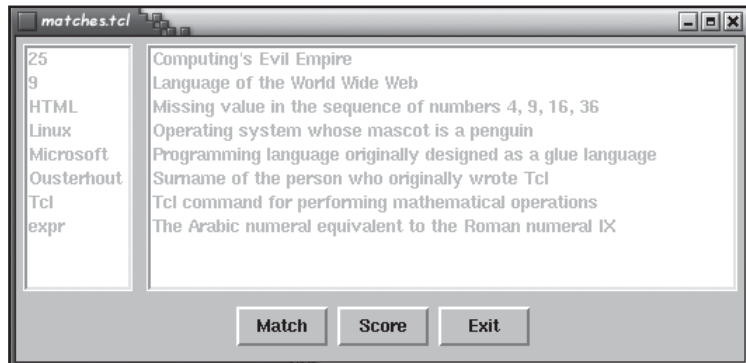 matches.tcl
25
9
HTML
Linux
Microsoft
Ousterhout
Tcl
expr
Computing's Evil Empire
Language of the World Wide Web
Missing value in the sequence of numbers 4, 9, 16, 36
Operating system whose mascot is a penguin
Programming language originally designed as a glue language
Surname of the person who originally wrote Tcl
Tcl command for performing mathematical operations
The Arabic numeral equivalent to the Roman numeral IX
Match Score Exit